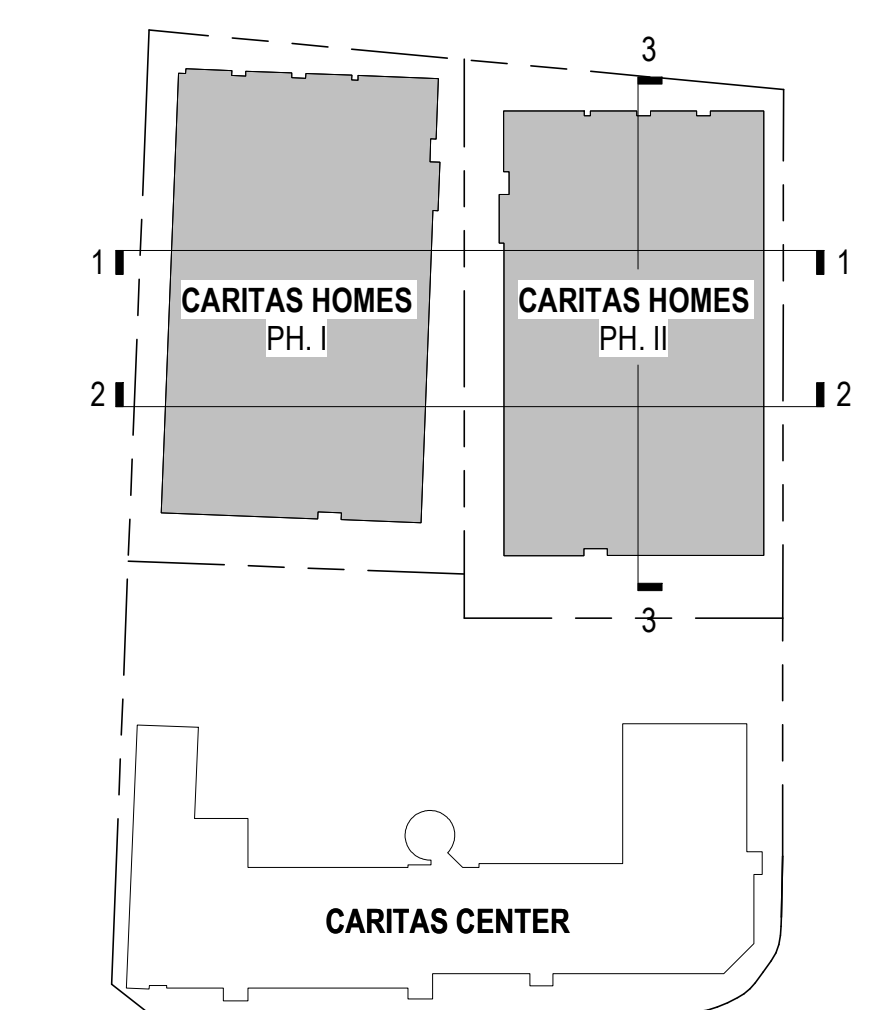 3
1 1
CARITAS HOMES CARITAS HOMES
PH. I PH. II
2 2
3
CARITAS CENTER